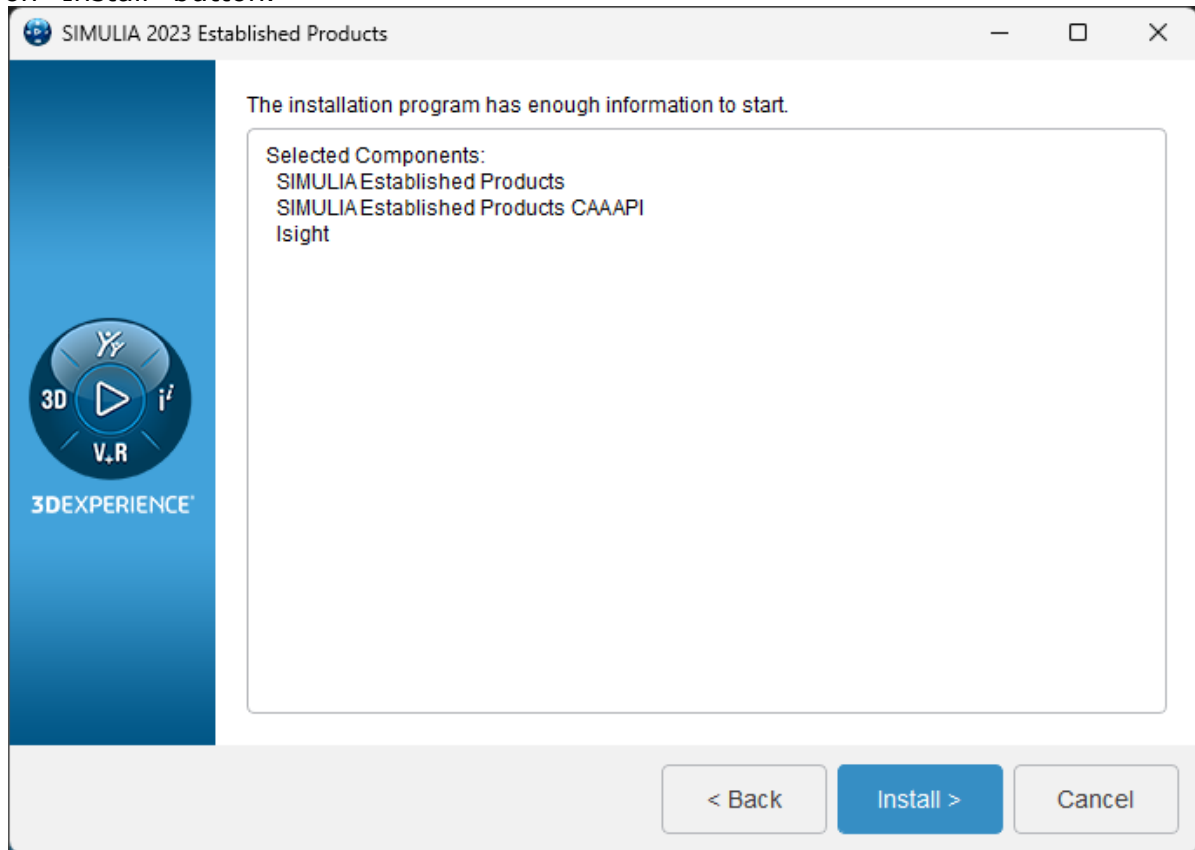 SIMULIA 2023 Established Products
The installation program has enough information to start.
Selected Components:
SIMULIA Established Products
SIMULIA Established Products CAAAPI
Isight
3D
i i
V+R
3DEXPERIENCE
< Back
Install >
Cancel